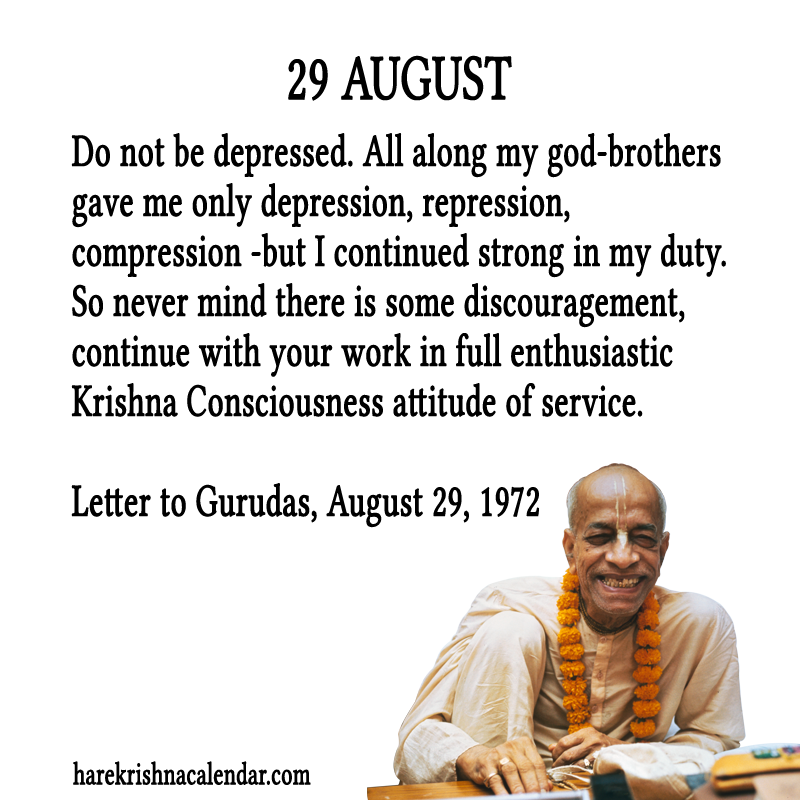 29 AUGUST
Do not be depressed. All along my god-brothers
gave me only depression, repression,
compression -but I continued strong in my duty.
So never mind there is some discouragement,
continue with your work in full enthusiastic
Krishna Consciousness attitude of service.
Letter to Gurudas, August 29, 1972
harekrishnacalendar.com